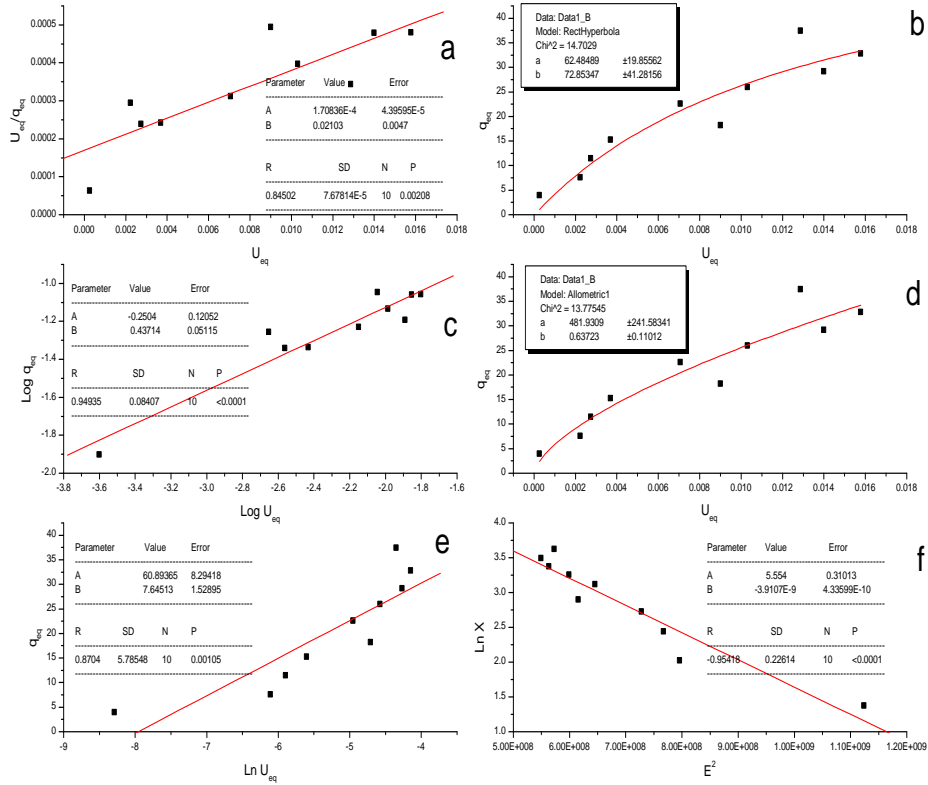 a
0.0005
0.0004
0.0003
0.0002
0.0001
0.0000
U eq/q eq
Parameter Value Error
A 1.70836E-4 4.39595E-5
B 0.02103 0.0047
R SD N P
0.84502 7.67814E-5 10 0.00208
0.000 0.002 0.004 0.006 0.008 0.010 0.012 0.014 0.016 0.018
U eq
b
40
35
30
25
20
15
10
5
0
q eq
Data: Data1_B
Model: RectHyperbola
Chi^2 = 14.7029
a 62.48489 ±19.85562
b 72.85347 ±41.28156
0.000 0.002 0.004 0.006 0.008 0.010 0.012 0.014 0.016 0.018
U eq
c
-1.0
-1.2
-1.4
-1.6
-1.8
-2.0
Log q eq
Parameter Value Error
A -0.2504 0.12052
B 0.43714 0.05115
R SD N P
0.94935 0.08407 10 <0.0001
-3.8 -3.6 -3.4 -3.2 -3.0 -2.8 -2.6 -2.4 -2.2 -2.0 -1.8 -1.6
Log U eq
d
40
35
30
25
20
15
10
5
0
q eq
Data: Data1_B
Model: Allometric1
Chi^2 = 13.77545
a 481.9309 ±241.58341
b 0.63723 ±0.11012
0.000 0.002 0.004 0.006 0.008 0.010 0.012 0.014 0.016 0.018
U eq
e
40
35
30
25
20
15
10
5
0
q eq
Parameter Value Error
A 60.89365 8.29418
B 7.64513 1.52895
R SD N P
0.8704 5.78548 10 0.00105
-9 -8 -7 -6 -5 -4
Ln U eq
f
4.0
3.5
3.0
2.5
2.0
1.5
1.0
Ln X
Parameter Value Error
A 5.554 0.31013
B -3.9107E-9 4.33599E-10
R SD N P
-0.95418 0.22614 10 <0.0001
5.00E+008 6.00E+008 7.00E+008 8.00E+008 9.00E+008 1.00E+009 1.10E+009 1.20E+009
E²